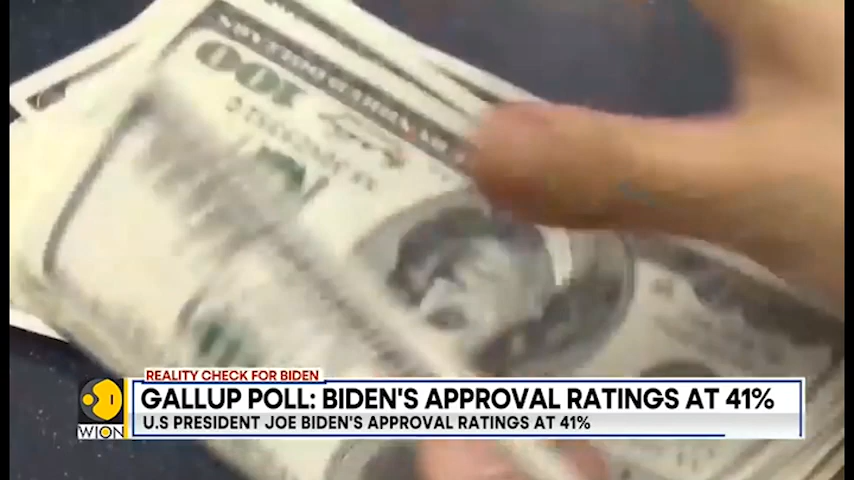 100
REALITY CHECK FOR BIDEN
GALLUP POLL: BIDEN'S APPROVAL RATINGS AT 41%
U.S PRESIDENT JOE BIDEN'S APPROVAL RATINGS AT 41%
WION